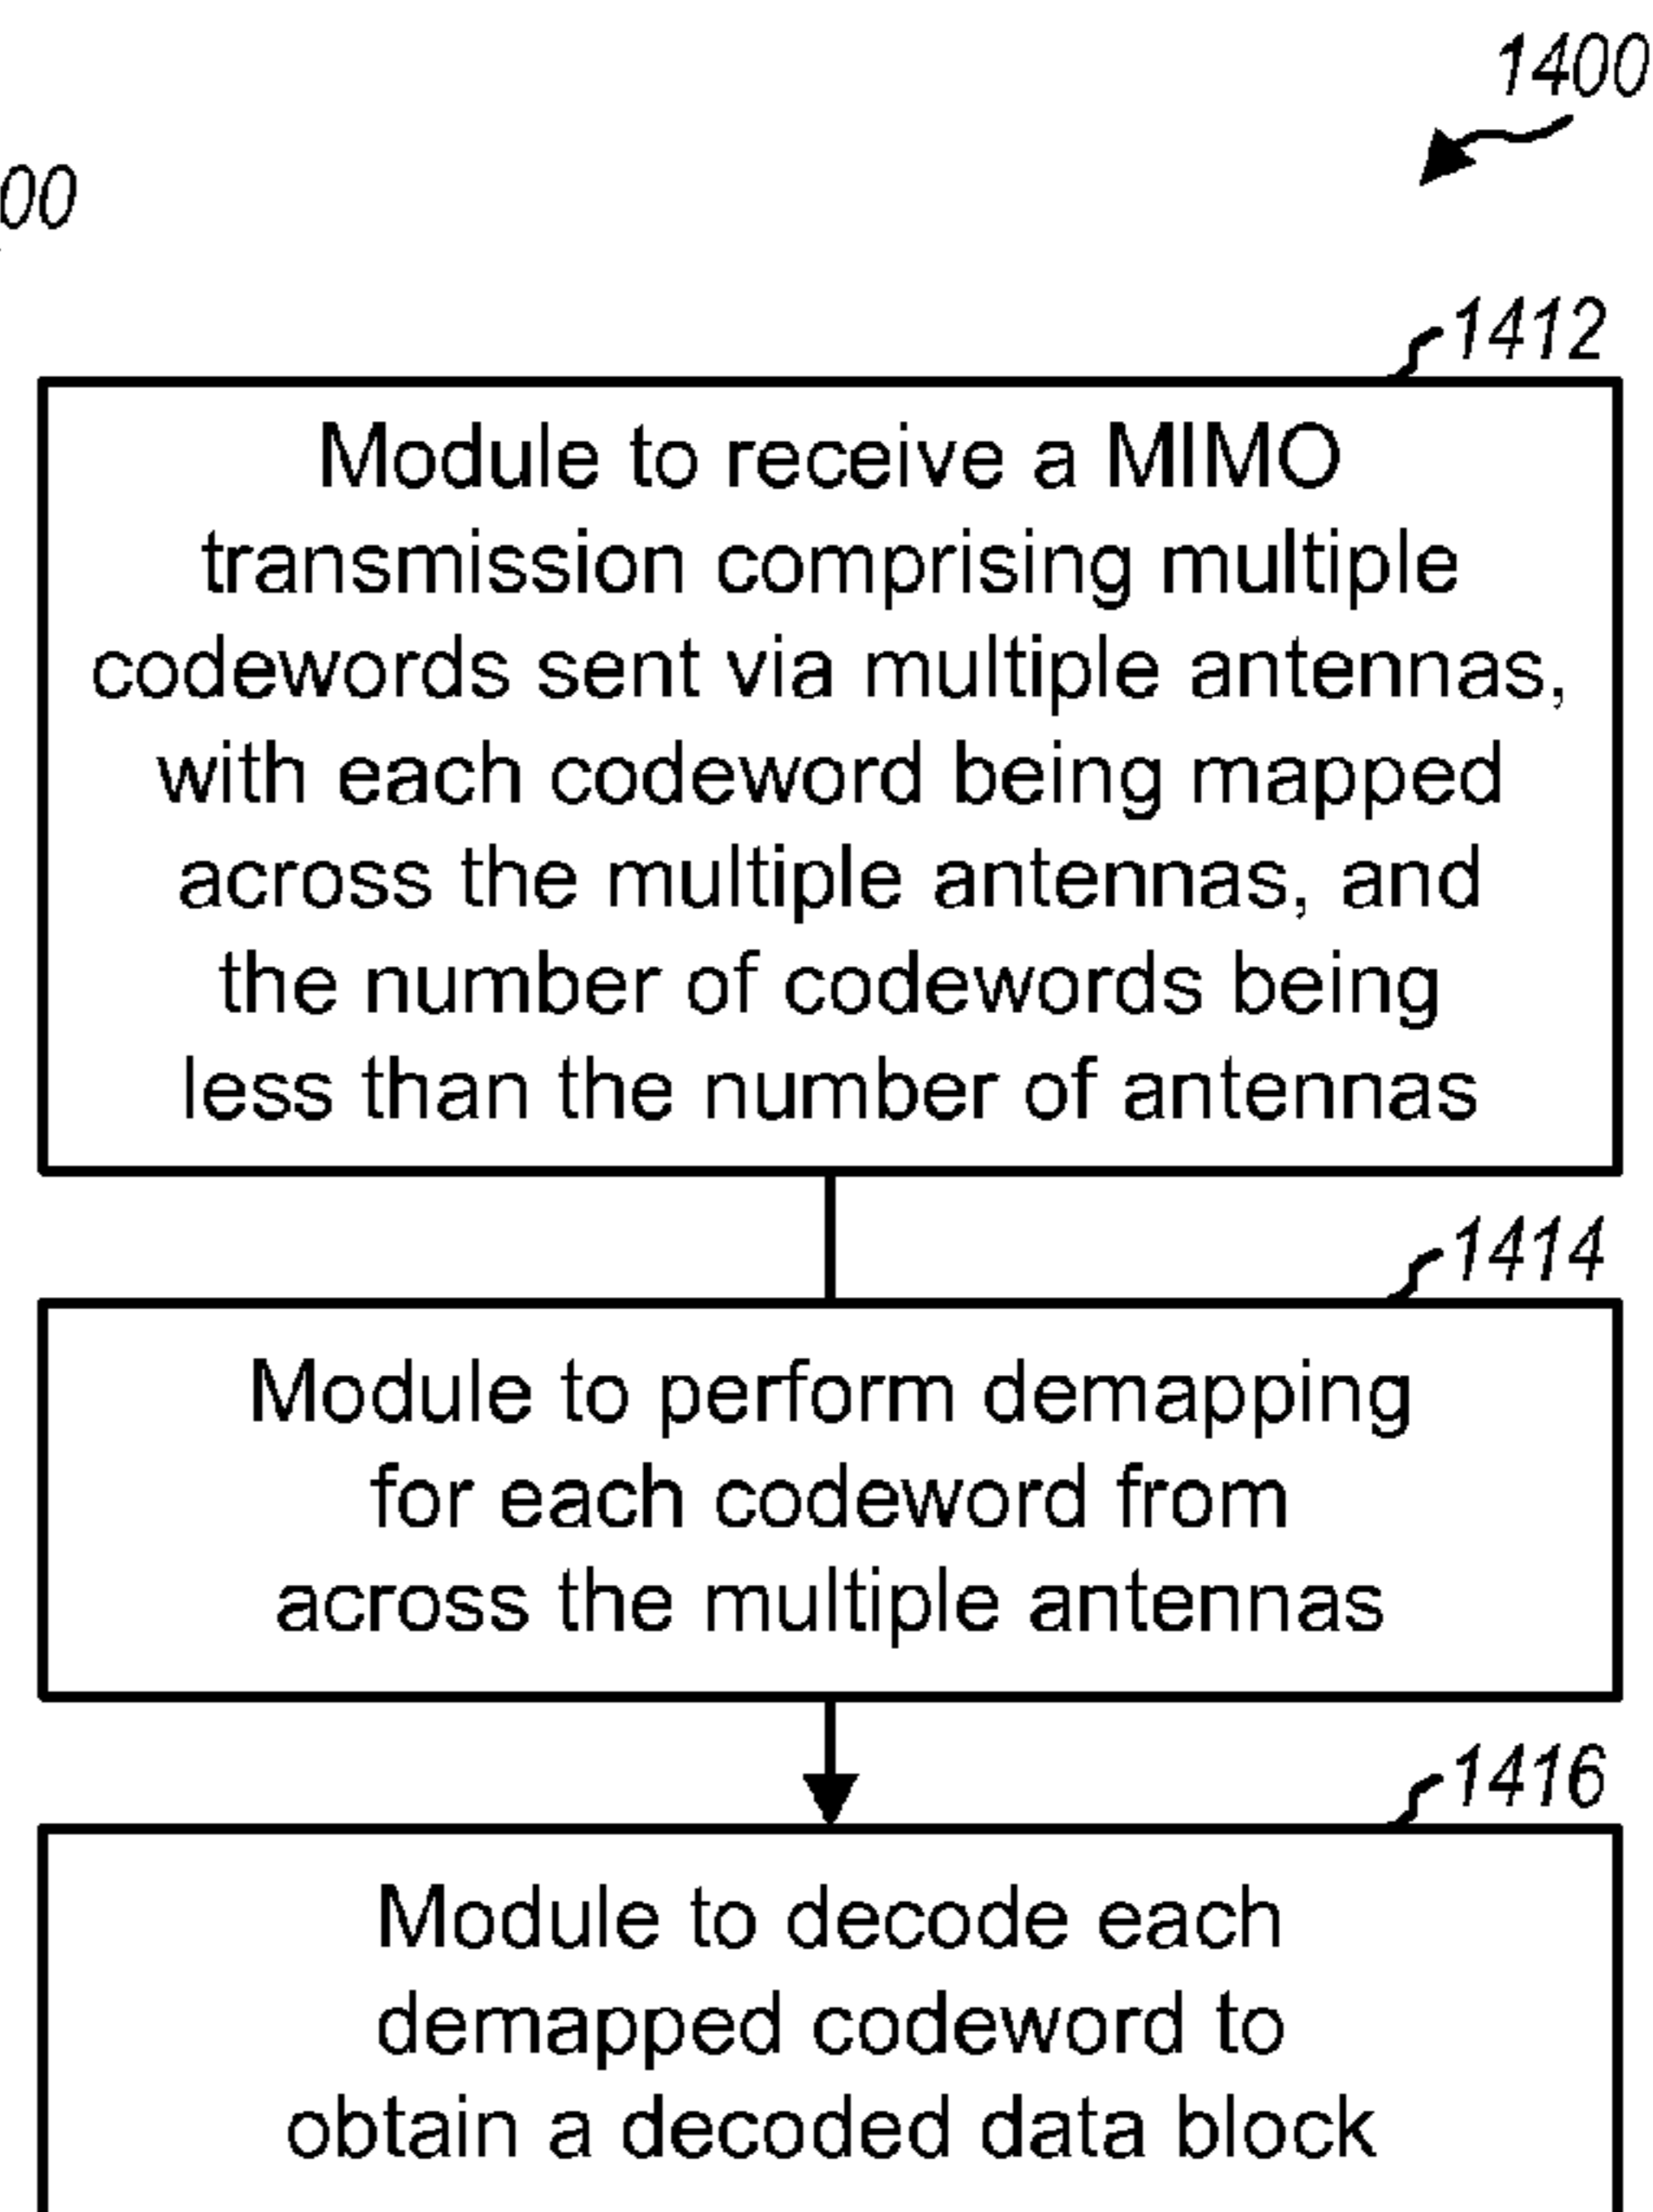 1400
00
1412
Module to receive a MIMO
transmission comprising multiple
codewords sent via multiple antennas,
with each codeword being mapped
across the multiple antennas, and
the number of codewords being
less than the number of antennas
1414
Module to perform demapping
for each codeword from
across the multiple antennas
1416
Module to decode each
demapped codeword to
obtain a decoded data block